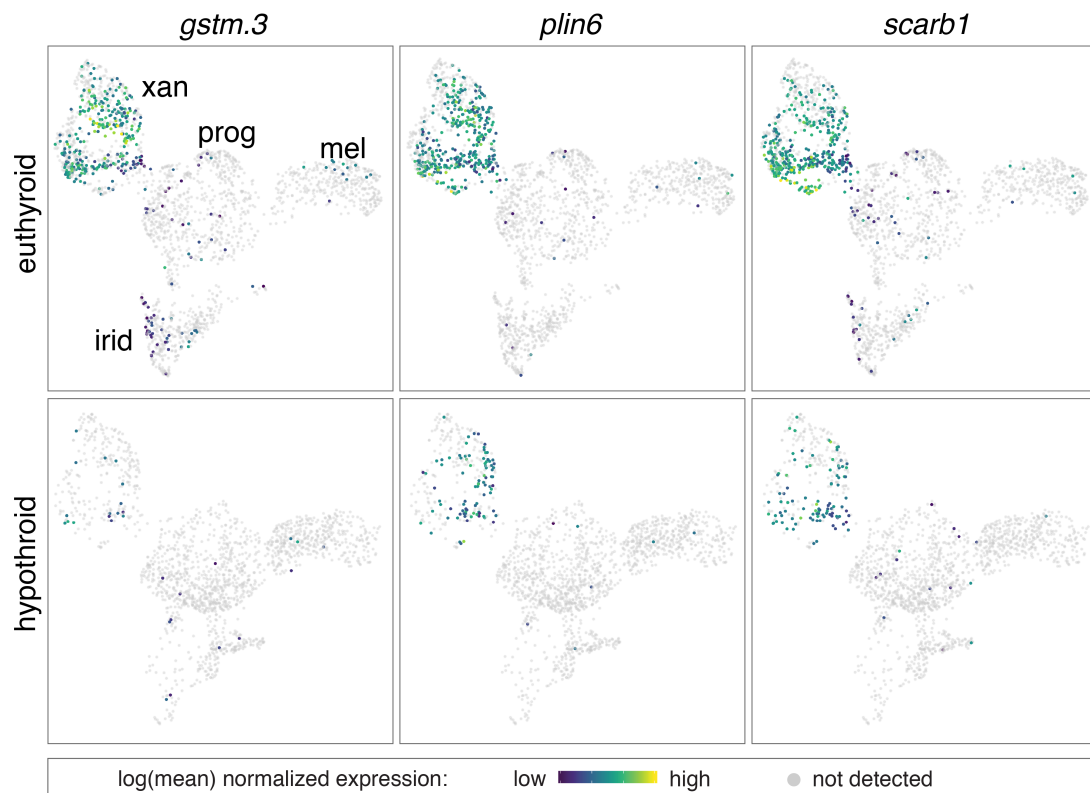 gstm.3 plin6 scarb1
euthyroid
xan
prog
mel
irid
hypothroid
log(mean) normalized expression: low high not detected